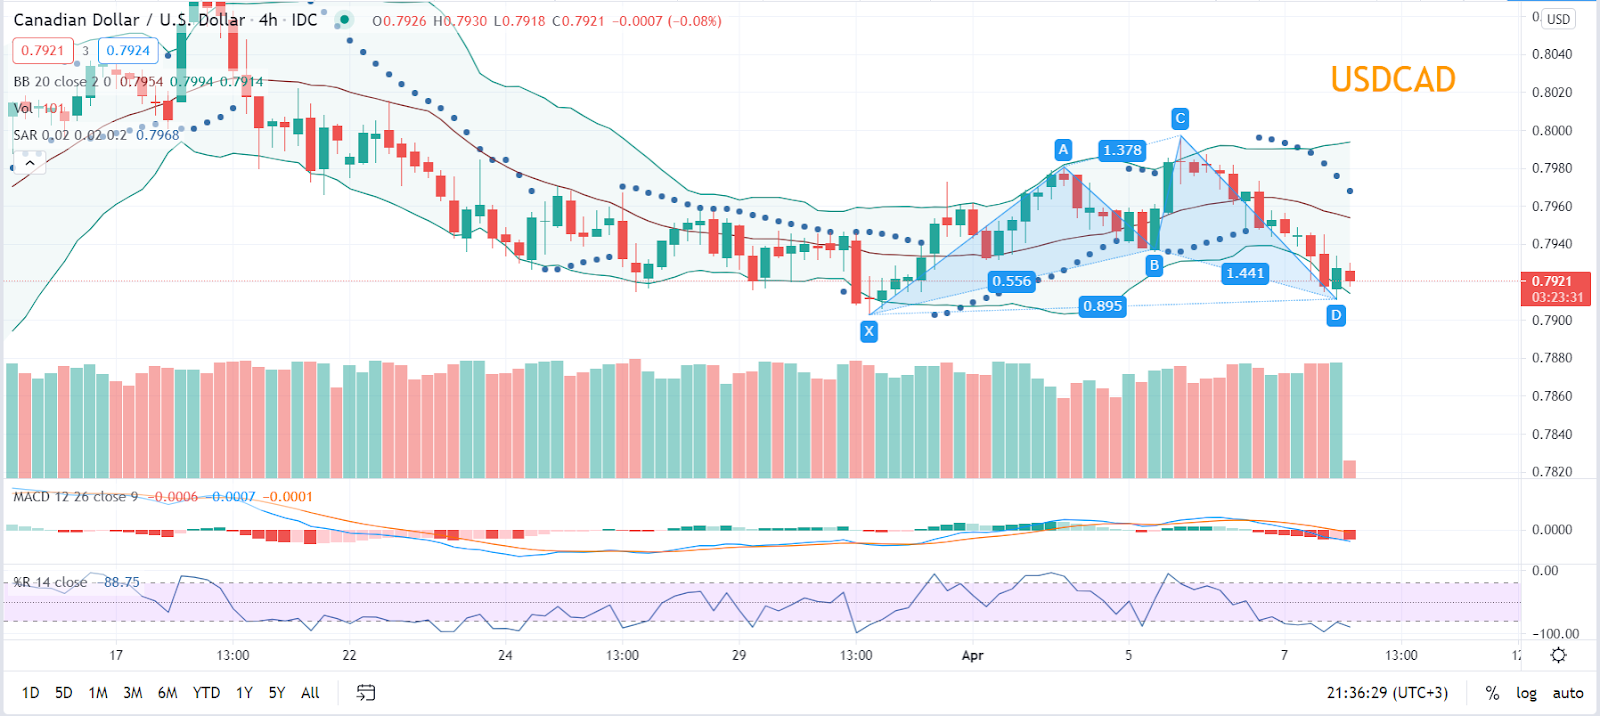 Canadian Dollar / U.S. Dollar · 4h · IDC O0.7926 H0.7930 L0.7918 C0.7921 −0.0007 (−0.08%)
USD
0.7921 3 0.7924
0.8040
USDCAD
BB 20 close 2 0 0.7954 0.7994 0.7914
0.8020
Vol 101
C
0.8000
SAR 0.02 0.02 0.2 0.7968
A
1.378
0.7980
0.7960
0.7940
B
1.441
0.556
0.7921
03:23:31
0.895
D
0.7900
X
0.7880
0.7860
0.7840
0.7820
MACD 12 26 close 9 −0.0006 −0.0007 −0.0001
0.0000
0.00
%R 14 close −88.75
−100.00
17 13:00 22 24 13:00 29 13:00 Apr 5 7 13:00
1D 5D 1M 3M 6M YTD 1Y 5Y All 21:36:29 (UTC+3) % log auto